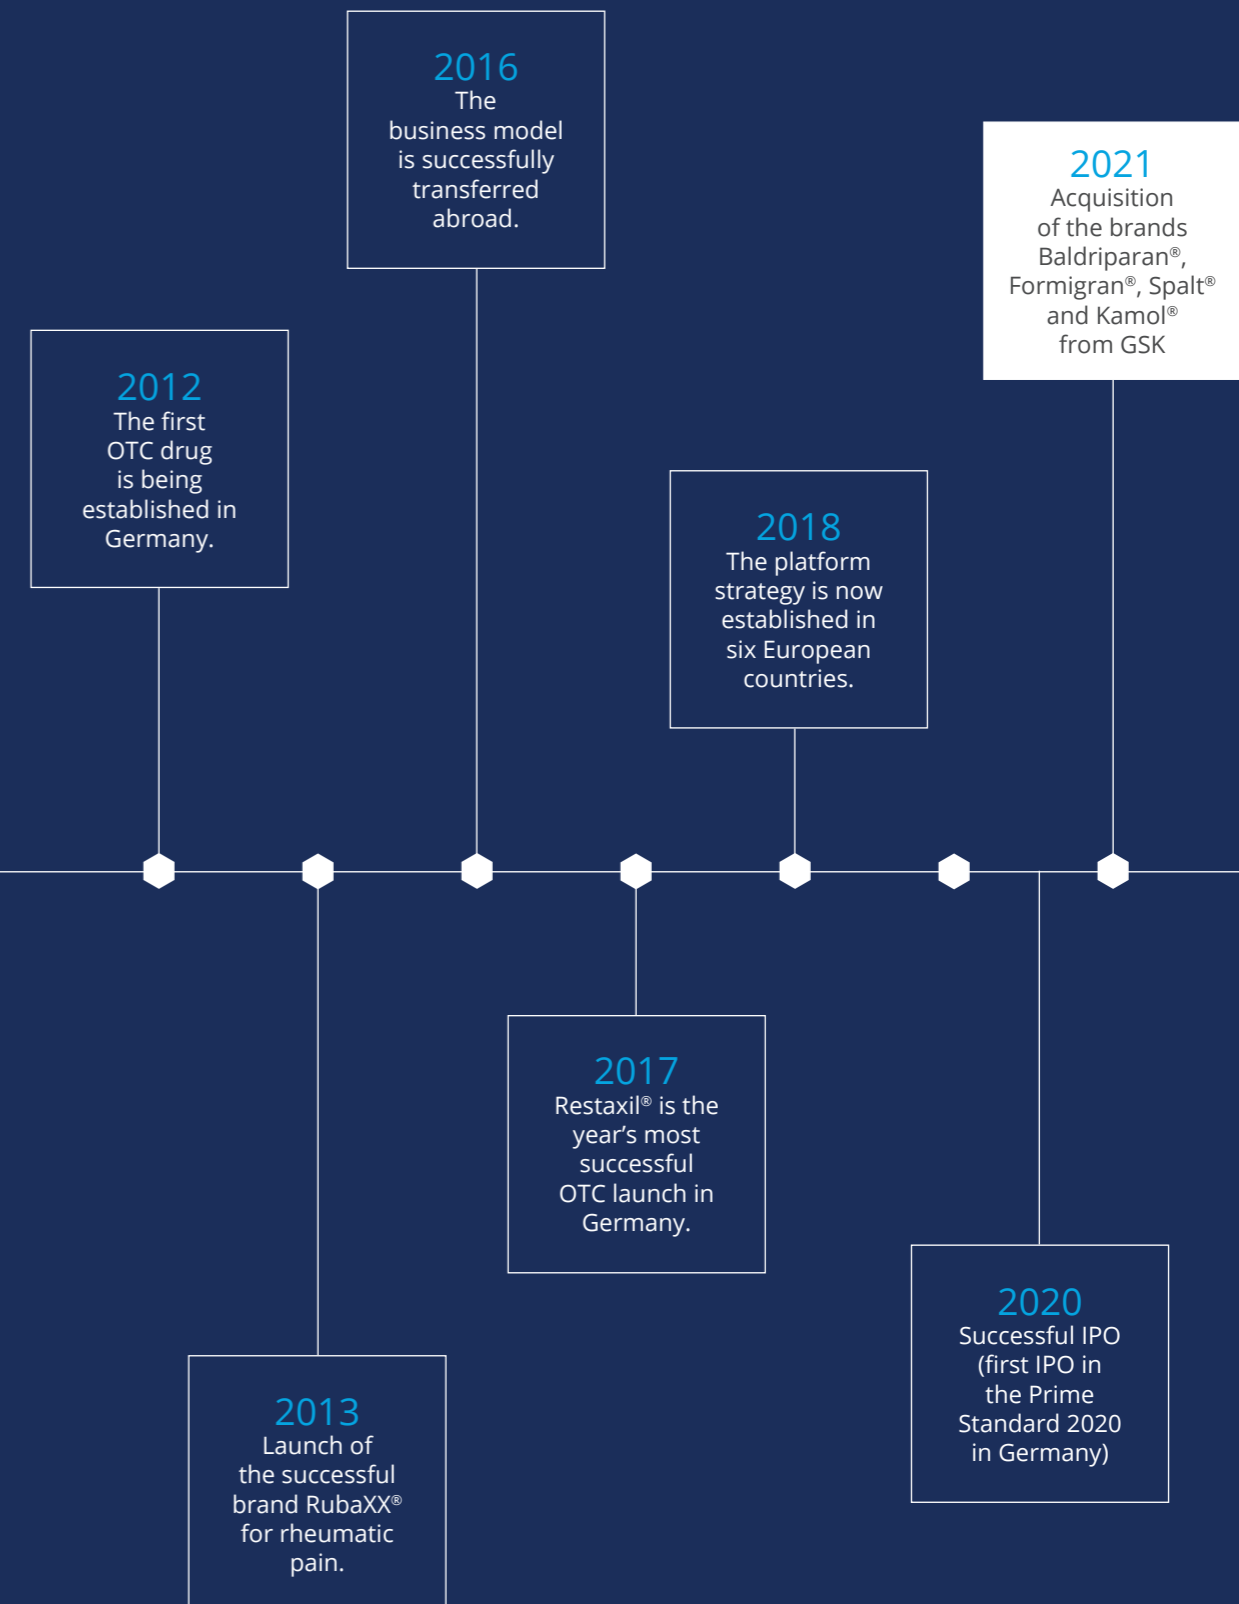 2012
The first
OTC drug
is being
established in
Germany.
2013
Launch of
the successful
brand RubaXX®
for rheumatic
pain.
2016
The
business model
is successfully
transferred
abroad.
2017
Restaxil® is the
year’s most
successful
OTC launch in
Germany.
2018
The platform
strategy is now
established in
six European
countries.
2020
Successful IPO
(first IPO in
the Prime
Standard 2020
in Germany)
2021
Acquisition
of the brands
Baldriparan®,
Formigran®, Spalt®
and Kamol®
from GSK